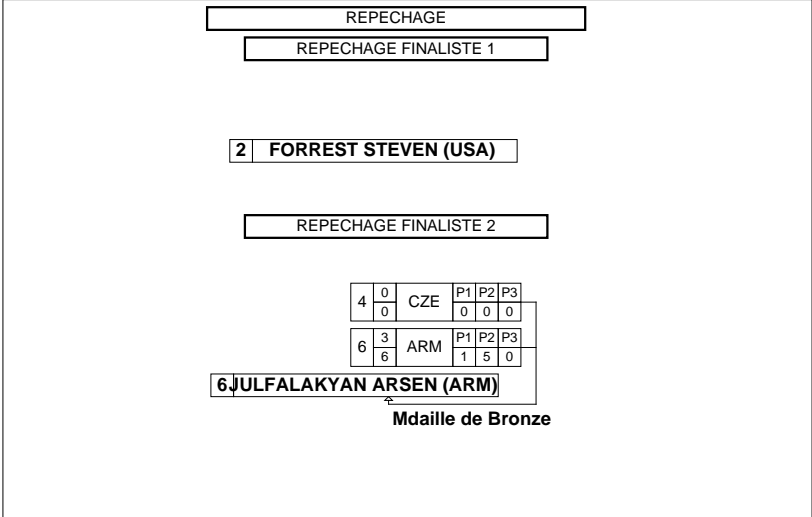 REPECHAGE
REPECHAGE FINALISTE 1
2 FORREST STEVEN (USA)
REPECHAGE FINALISTE 2
4 0 CZE P1 P2 P3
0 0 0 0
6 3 ARM P1 P2 P3
6 1 5 0
6 JULFALAKYAN ARSEN (ARM)
Mdaille de Bronze